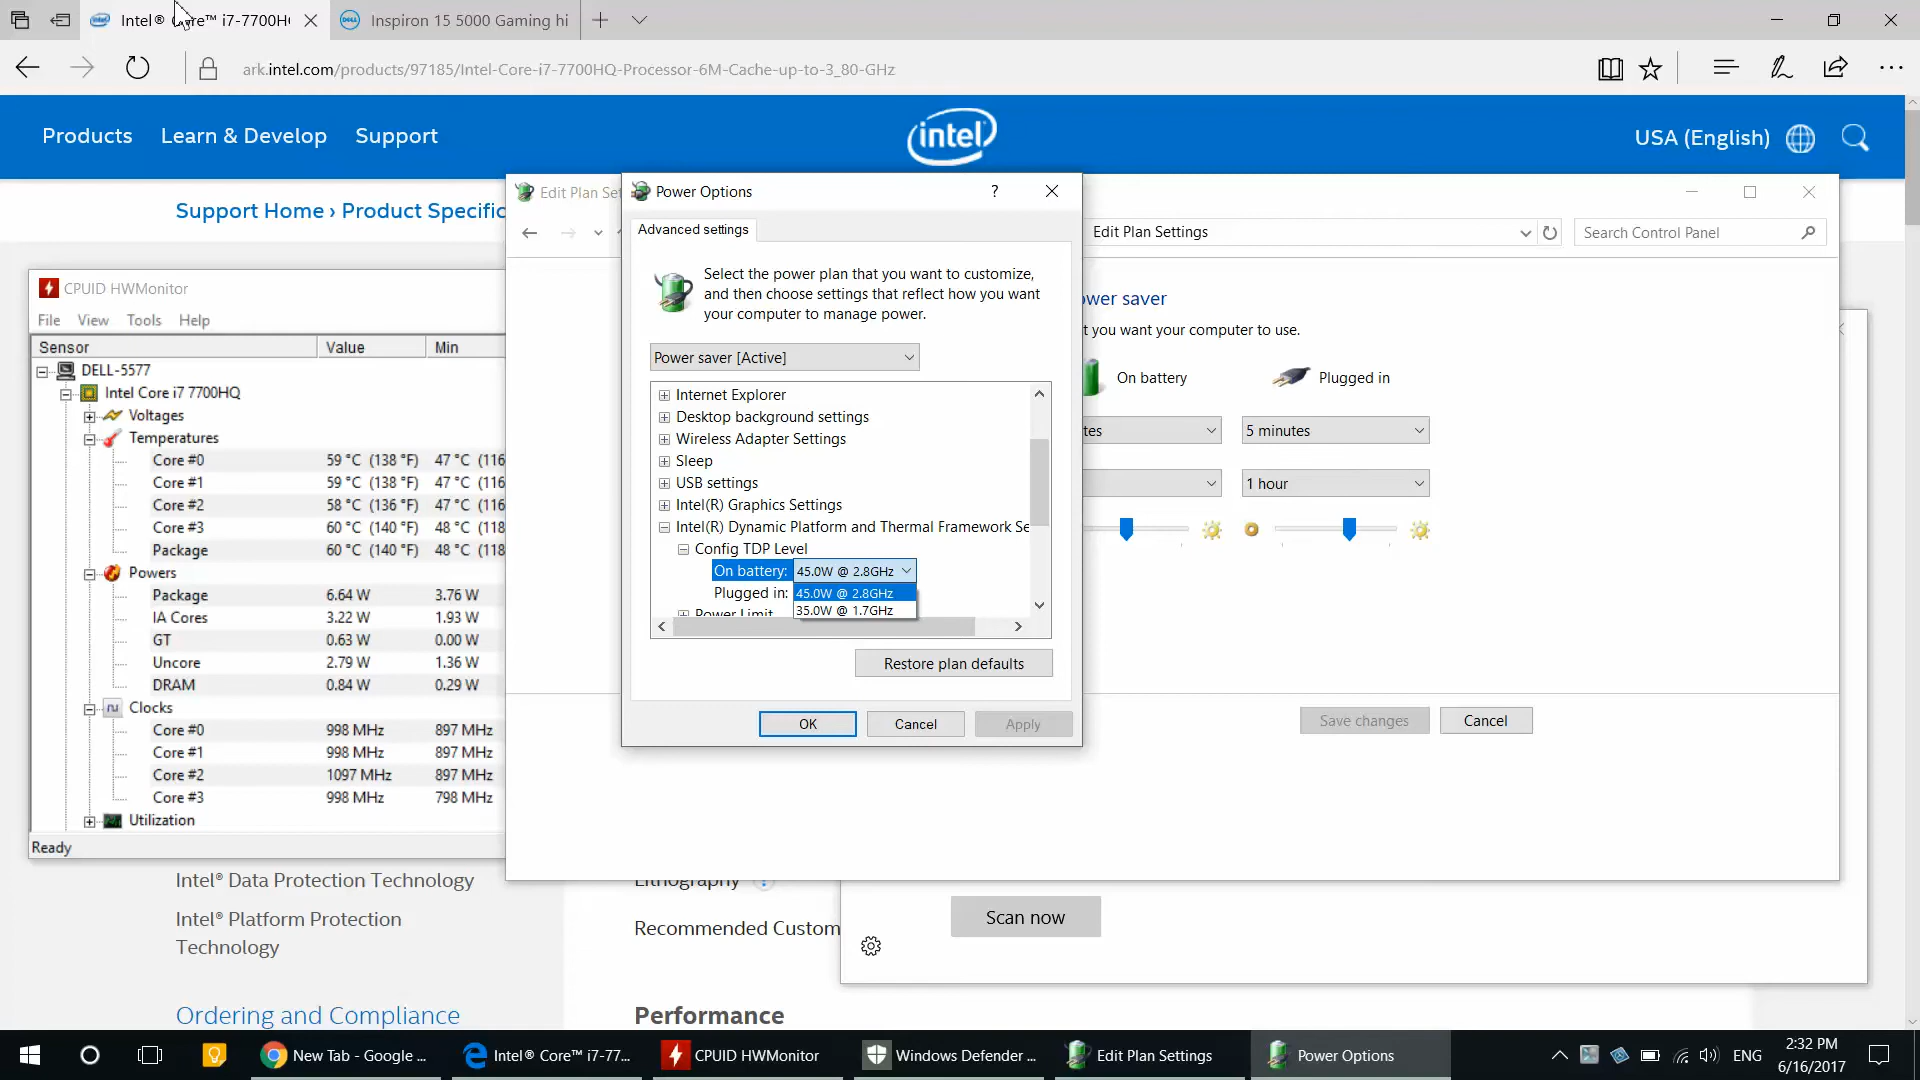 Intel® Core™ i7-7700H
Inspiron 15 5000 Gaming hi
ark.intel.com/products/97185/Intel-Core-i7-7700HQ-Processor-6M-Cache-up-to-3_80-GHz
Products
Learn & Develop
Support
intel
USA (English)
Support Home › Product Specific
Edit Plan Set
Power Options
?
Edit Plan Settings
Search Control Panel
Advanced settings
Select the power plan that you want to customize,
and then choose settings that reflect how you want
your computer to manage power.
Power saver [Active]
Internet Explorer
Desktop background settings
Wireless Adapter Settings
Sleep
USB settings
Intel(R) Graphics Settings
Intel(R) Dynamic Platform and Thermal Framework Se
Config TDP Level
On battery: 45.0W @ 2.8GHz
Plugged in: 45.0W @ 2.8GHz
35.0W @ 1.7GHz
Power Limit
Restore plan defaults
OK
Cancel
Apply
ower saver
t you want your computer to use.
On battery
Plugged in
tes
5 minutes
1 hour
Save changes
Cancel
CPUID HWMonitor
File View Tools Help
Sensor Value Min
DELL-5577
Intel Core i7 7700HQ
Voltages
Temperatures
Core #0 59 °C (138 °F) 47 °C (116
Core #1 59 °C (138 °F) 47 °C (116
Core #2 58 °C (136 °F) 47 °C (116
Core #3 60 °C (140 °F) 48 °C (118
Package 60 °C (140 °F) 48 °C (118
Powers
Package 6.64 W 3.76 W
IA Cores 3.22 W 1.93 W
GT 0.63 W 0.00 W
Uncore 2.79 W 1.36 W
DRAM 0.84 W 0.29 W
Clocks
Core #0 998 MHz 897 MHz
Core #1 998 MHz 897 MHz
Core #2 1097 MHz 897 MHz
Core #3 998 MHz 798 MHz
Utilization
Ready
Intel® Data Protection Technology
Intel® Platform Protection
Technology
Ordering and Compliance
Lithography
Recommended Custom
Performance
Scan now
New Tab - Google ...
Intel® Core™ i7-77...
CPUID HWMonitor
Windows Defender ...
Edit Plan Settings
Power Options
ENG
2:32 PM
6/16/2017